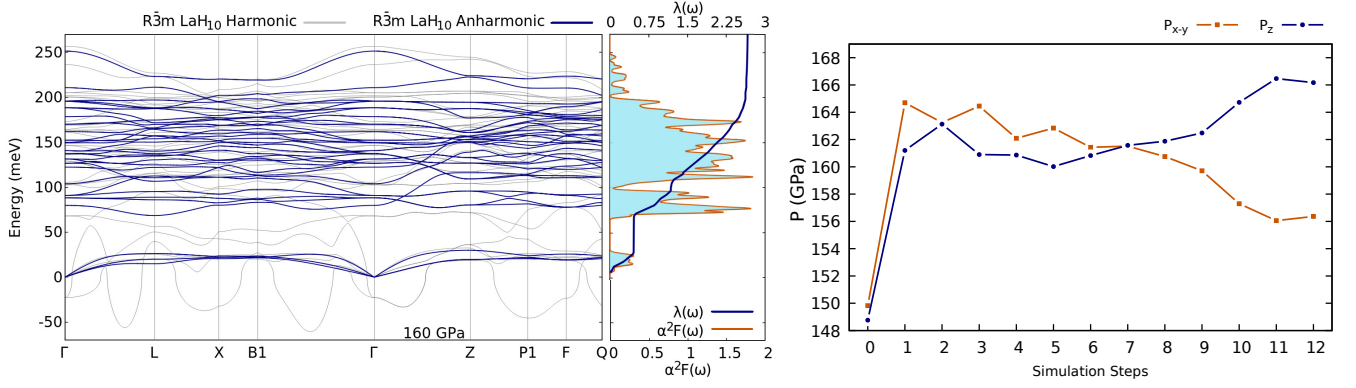 R3̄m LaH₁₀ Harmonic
R3̄m LaH₁₀ Anharmonic
Energy (meV)
250
200
150
100
50
0
-50
160 GPa
Γ L X B1 Γ Z P1 F Q
λ(ω)
0 0.75 1.5 2.25 3
λ(ω)
α²F(ω)
0 0.5 1 1.5 2
α²F(ω)
P_x-y
P_z
P (GPa)
168
166
164
162
160
158
156
154
152
150
148
0 1 2 3 4 5 6 7 8 9 10 11 12
Simulation Steps